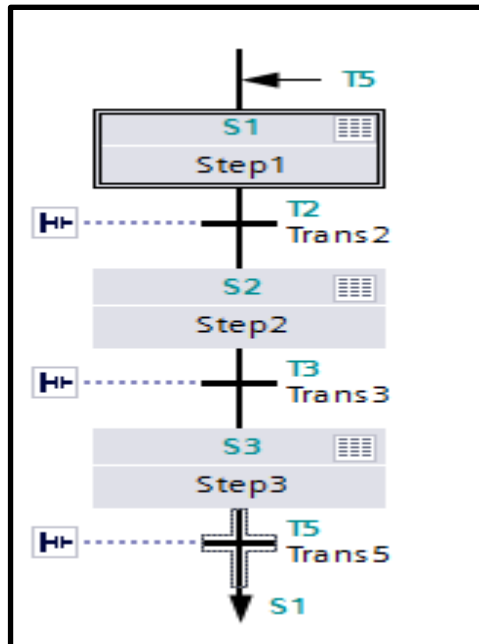 T5
S1
Step1
T2
Trans2
S2
Step2
T3
Trans3
S3
Step3
T5
Trans5
S1